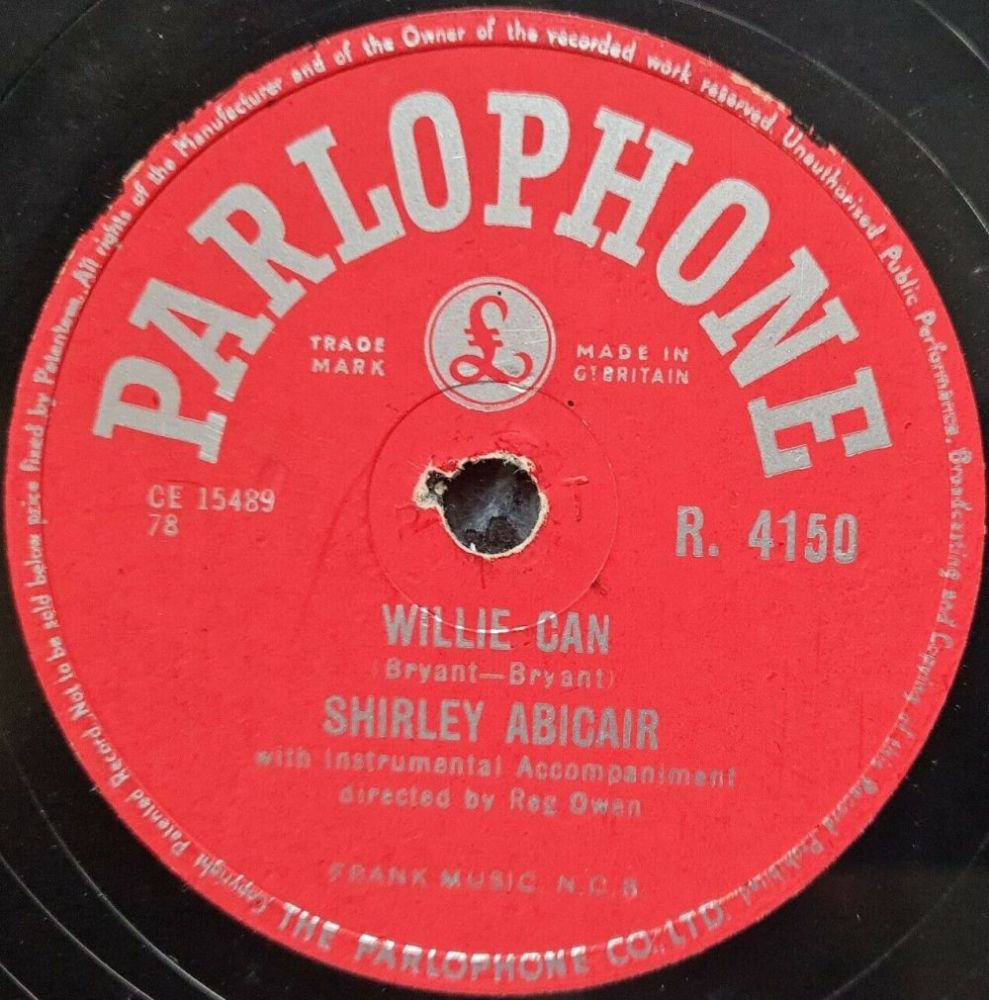 Copyright Patented Record. Not to be sold below price fixed by Patentees. All rights of the Manufacturer and of the Owner of the recorded work reserved. Unauthorised, Public Performance, Broadcasting and Copying of this Record Prohibited.
PARLOPHONE
TRADE MARK
£
MADE IN GT BRITAIN
CE 15489
78
R. 4150
WILLIE CAN
(Bryant—Bryant)
SHIRLEY ABICAIR
with Instrumental Accompaniment
directed by Reg Owen
FRANK MUSIC. N.C.B.
THE PARLOPHONE CO. LTD.